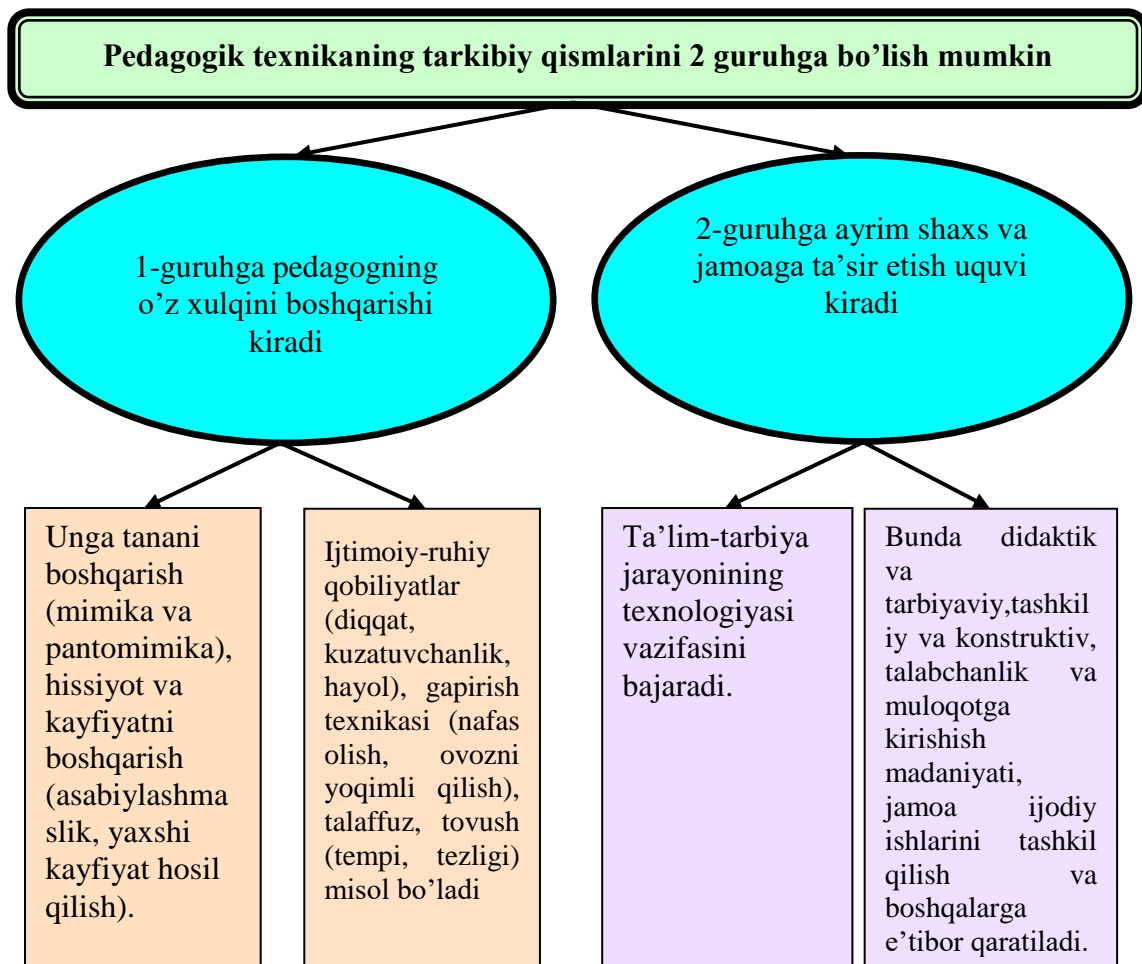 Pedagogik texnikaning tarkibiy qismlarini 2 guruhga bo’lish mumkin
1-guruhga pedagogning
o’z xulqini boshqarishi
kiradi
2-guruhga ayrim shaxs va
jamoaga ta’sir etish uquvi
kiradi
Unga tanani
boshqarish
(mimika va
pantomimika),
hissiyot va
kayfiyatni
boshqarish
(asabiylashma
slik, yaxshi
kayfiyat hosil
qilish).
Ijtimoiy-ruhiy
qobiliyatlar
(diqqat,
kuzatuvchanlik,
hayol), gapirish
texnikasi (nafas
olish, ovozni
yoqimli qilish),
talaffuz, tovush
(tempi, tezligi)
misol bo’ladi
Ta’lim-tarbiya
jarayonining
texnologiyasi
vazifasini
bajaradi.
Bunda didaktik
va
tarbiyaviy,tashkil
iy va konstruktiv,
talabchanlik va
muloqotga
kirishish
madaniyati,
jamoa ijodiy
ishlarini tashkil
qilish va
boshqalarga
e’tibor qaratiladi.